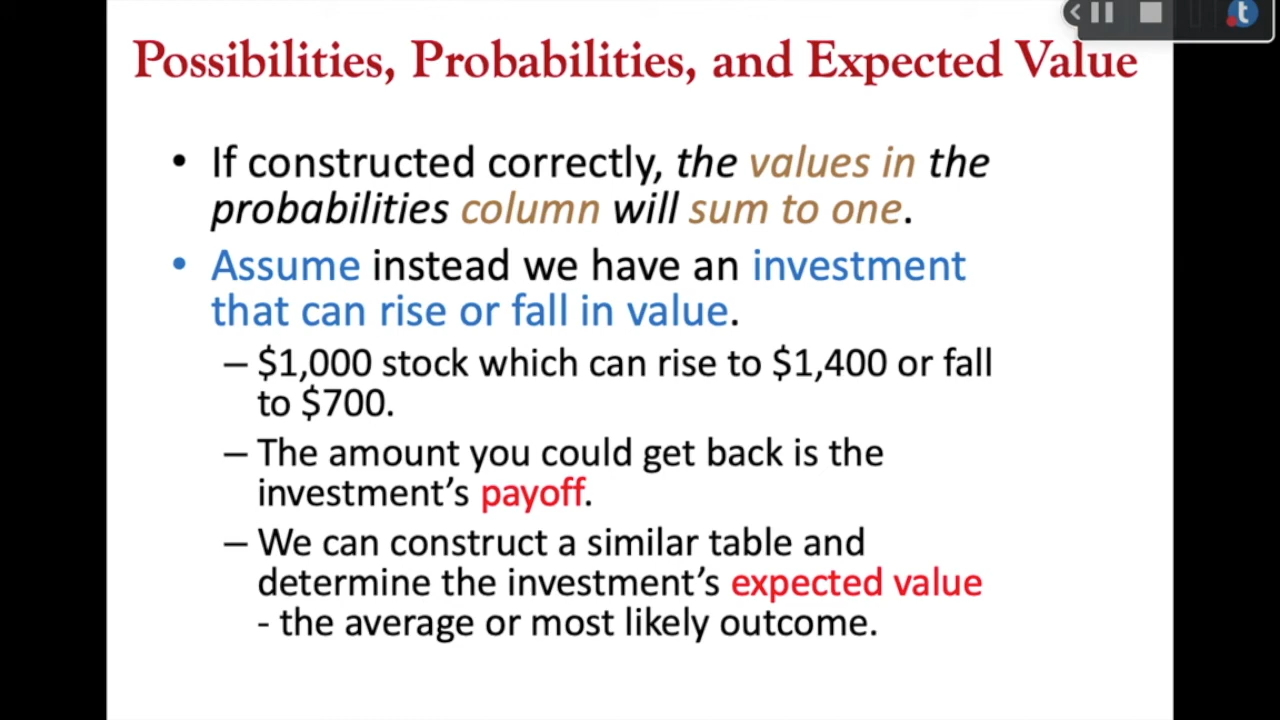 Possibilities, Probabilities, and Expected Value
• If constructed correctly, the values in the
probabilities column will sum to one.
• Assume instead we have an investment
that can rise or fall in value.
– $1,000 stock which can rise to $1,400 or fall
to $700.
– The amount you could get back is the
investment’s payoff.
– We can construct a similar table and
determine the investment’s expected value
- the average or most likely outcome.